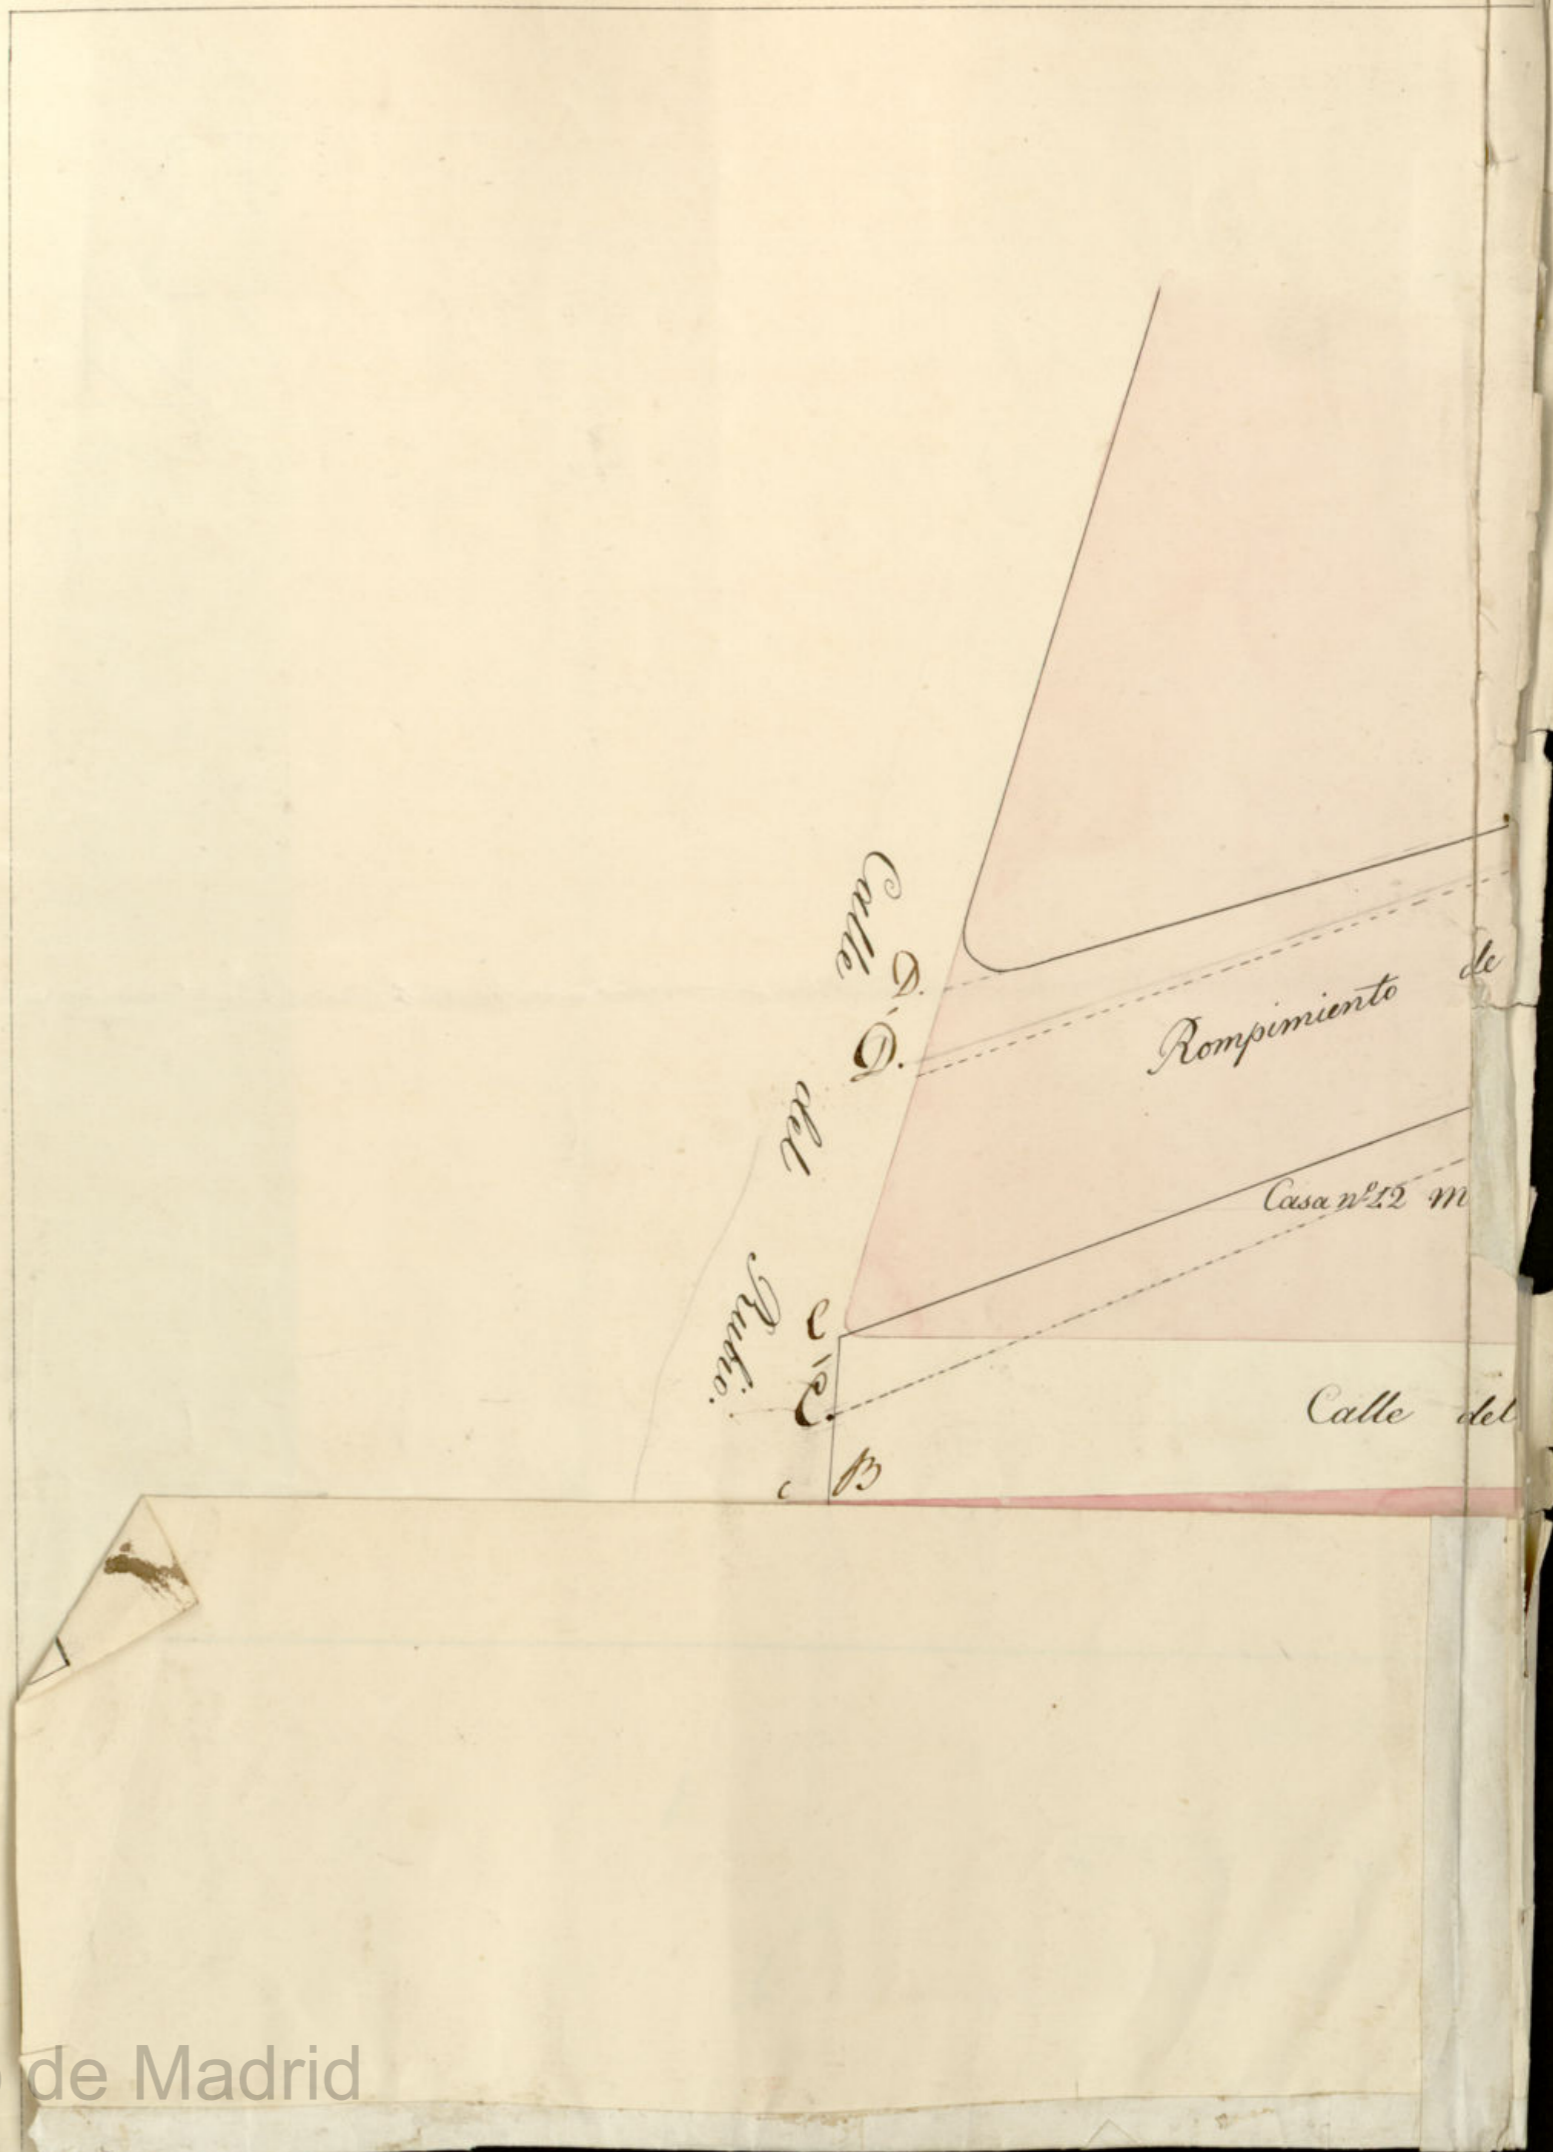 Calle del Rubio.
D.
'D.
Rompimiento de
Casa nº 12 m
C
'C.
Calle del
B
de Madrid